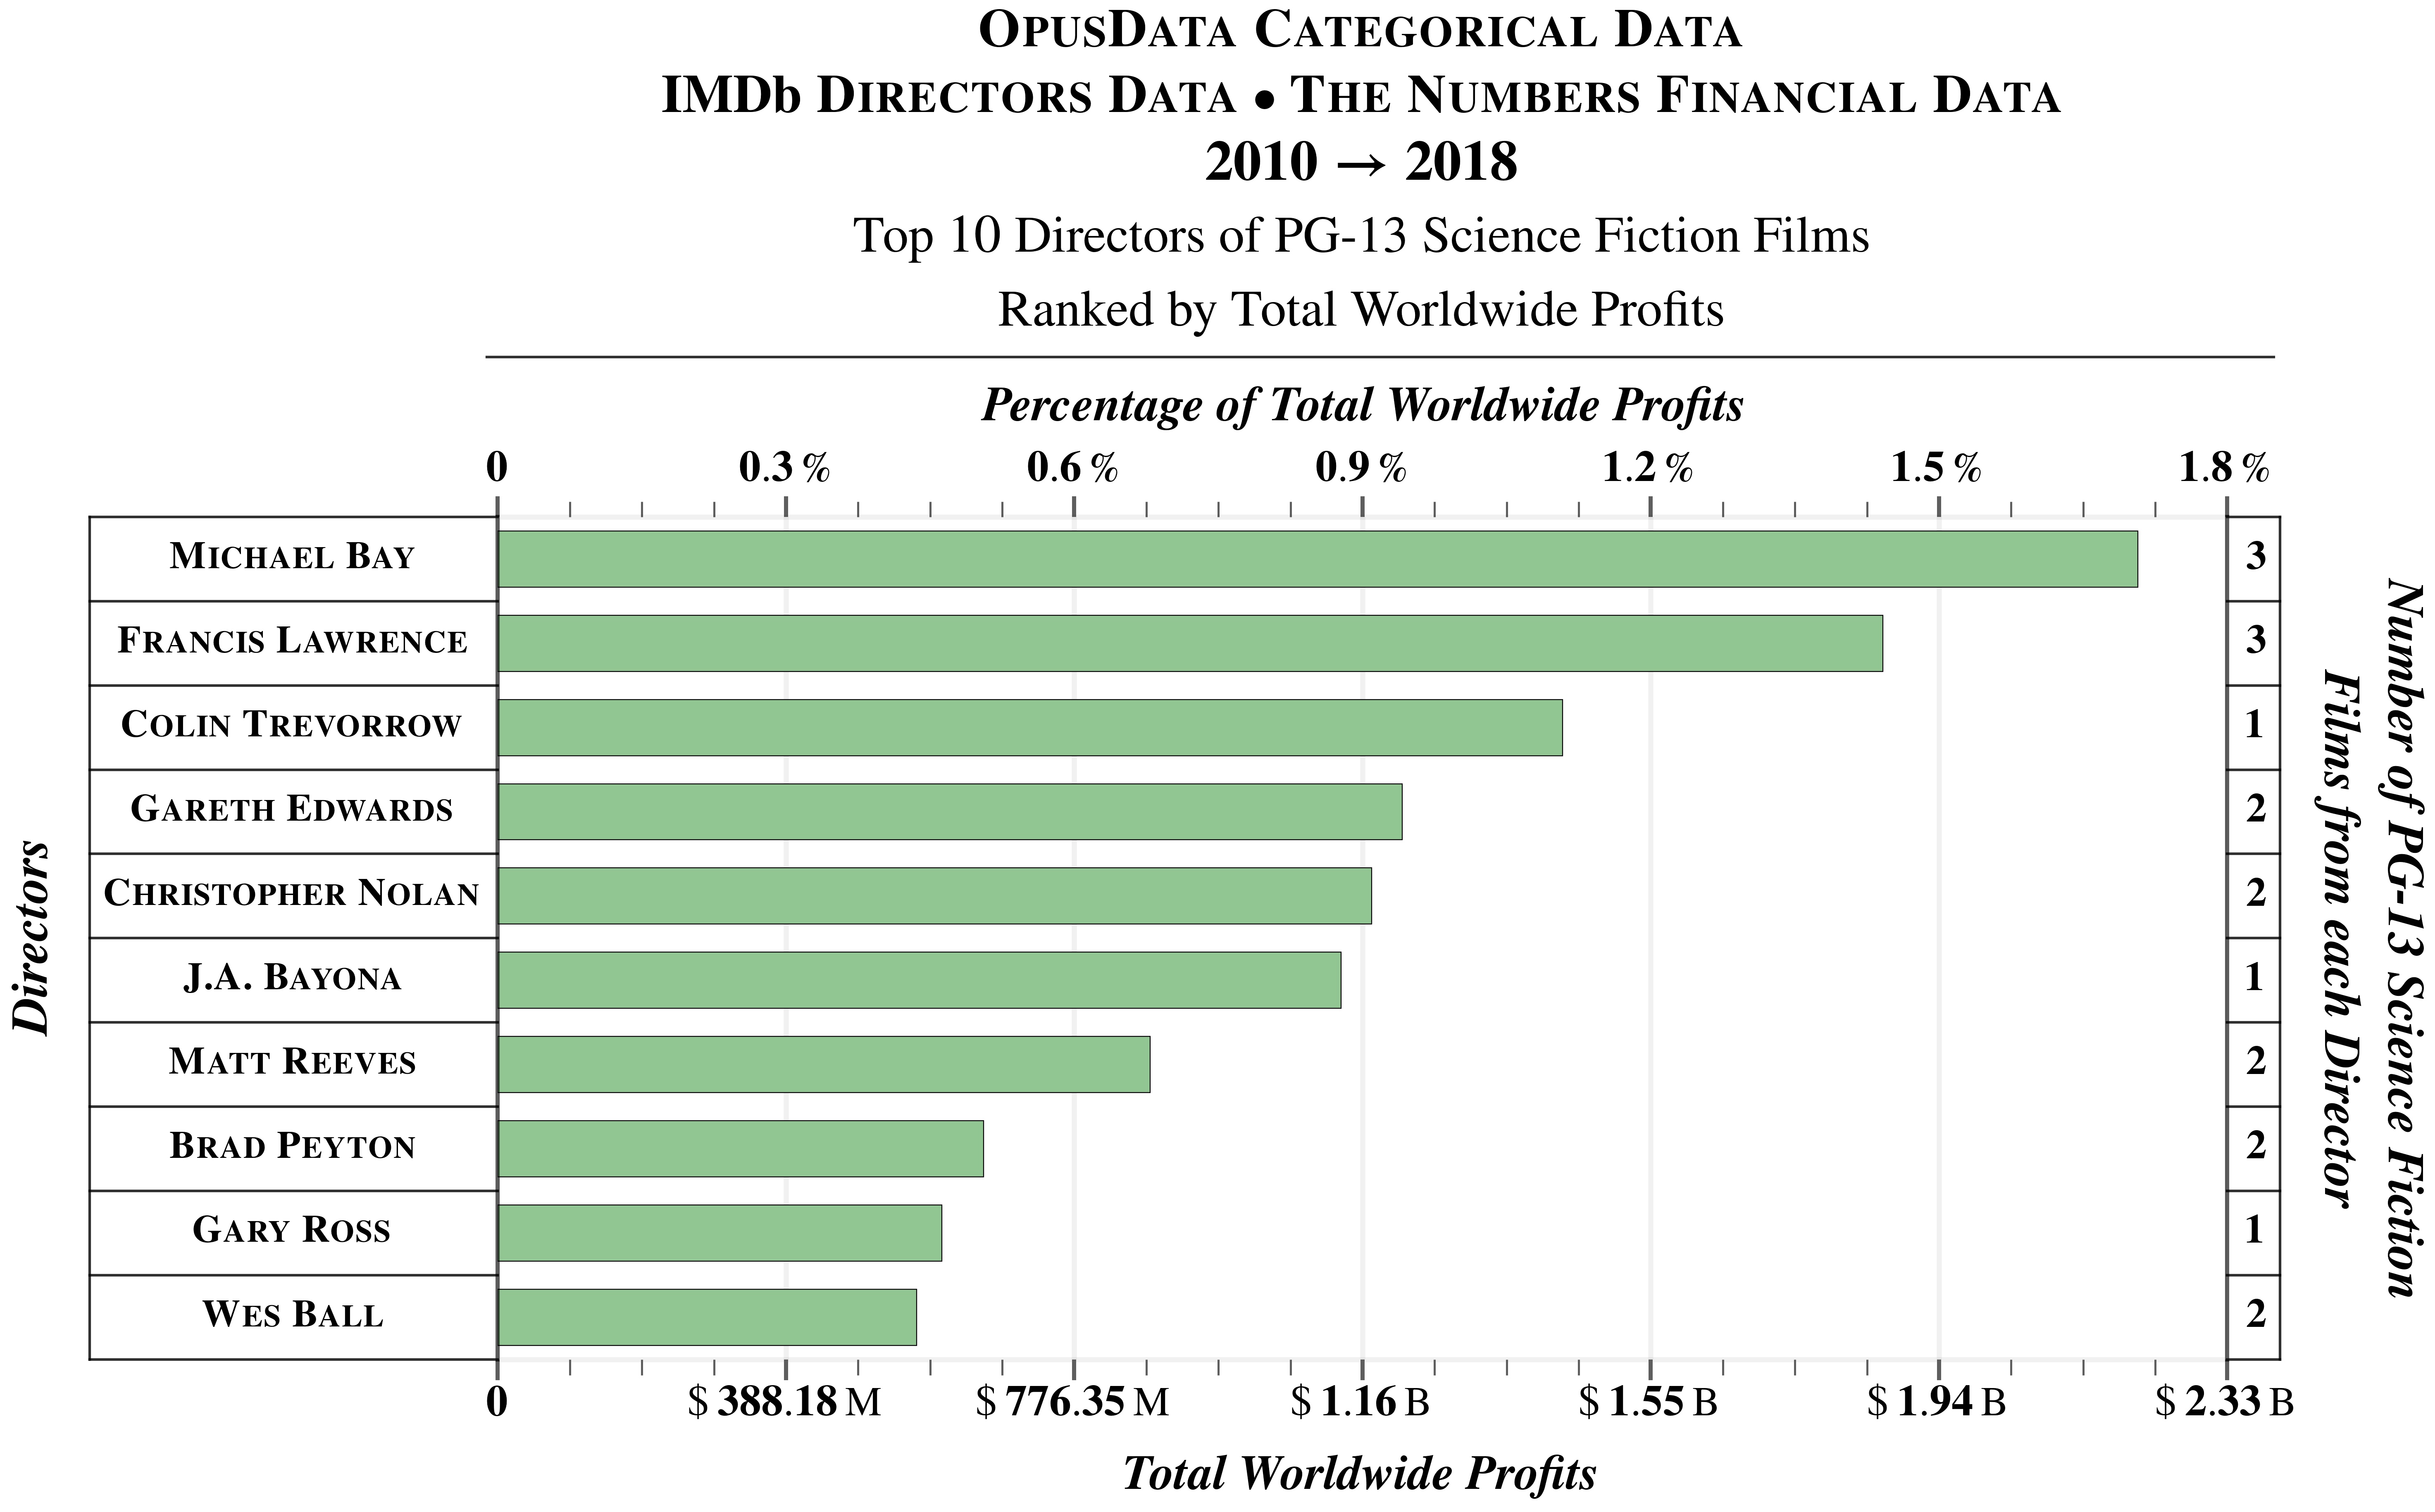 OpusData Categorical Data
IMDb Directors Data • The Numbers Financial Data
2010 → 2018
Top 10 Directors of PG-13 Science Fiction Films
Ranked by Total Worldwide Profits
Percentage of Total Worldwide Profits
0 0.3 % 0.6 % 0.9 % 1.2 % 1.5 % 1.8 %
Directors
Michael Bay 3
Francis Lawrence 3
Colin Trevorrow 1
Gareth Edwards 2
Christopher Nolan 2
J.A. Bayona 1
Matt Reeves 2
Brad Peyton 2
Gary Ross 1
Wes Ball 2
Number of PG-13 Science Fiction
Films from each Director
0 $ 388.18 M $ 776.35 M $ 1.16 B $ 1.55 B $ 1.94 B $ 2.33 B
Total Worldwide Profits